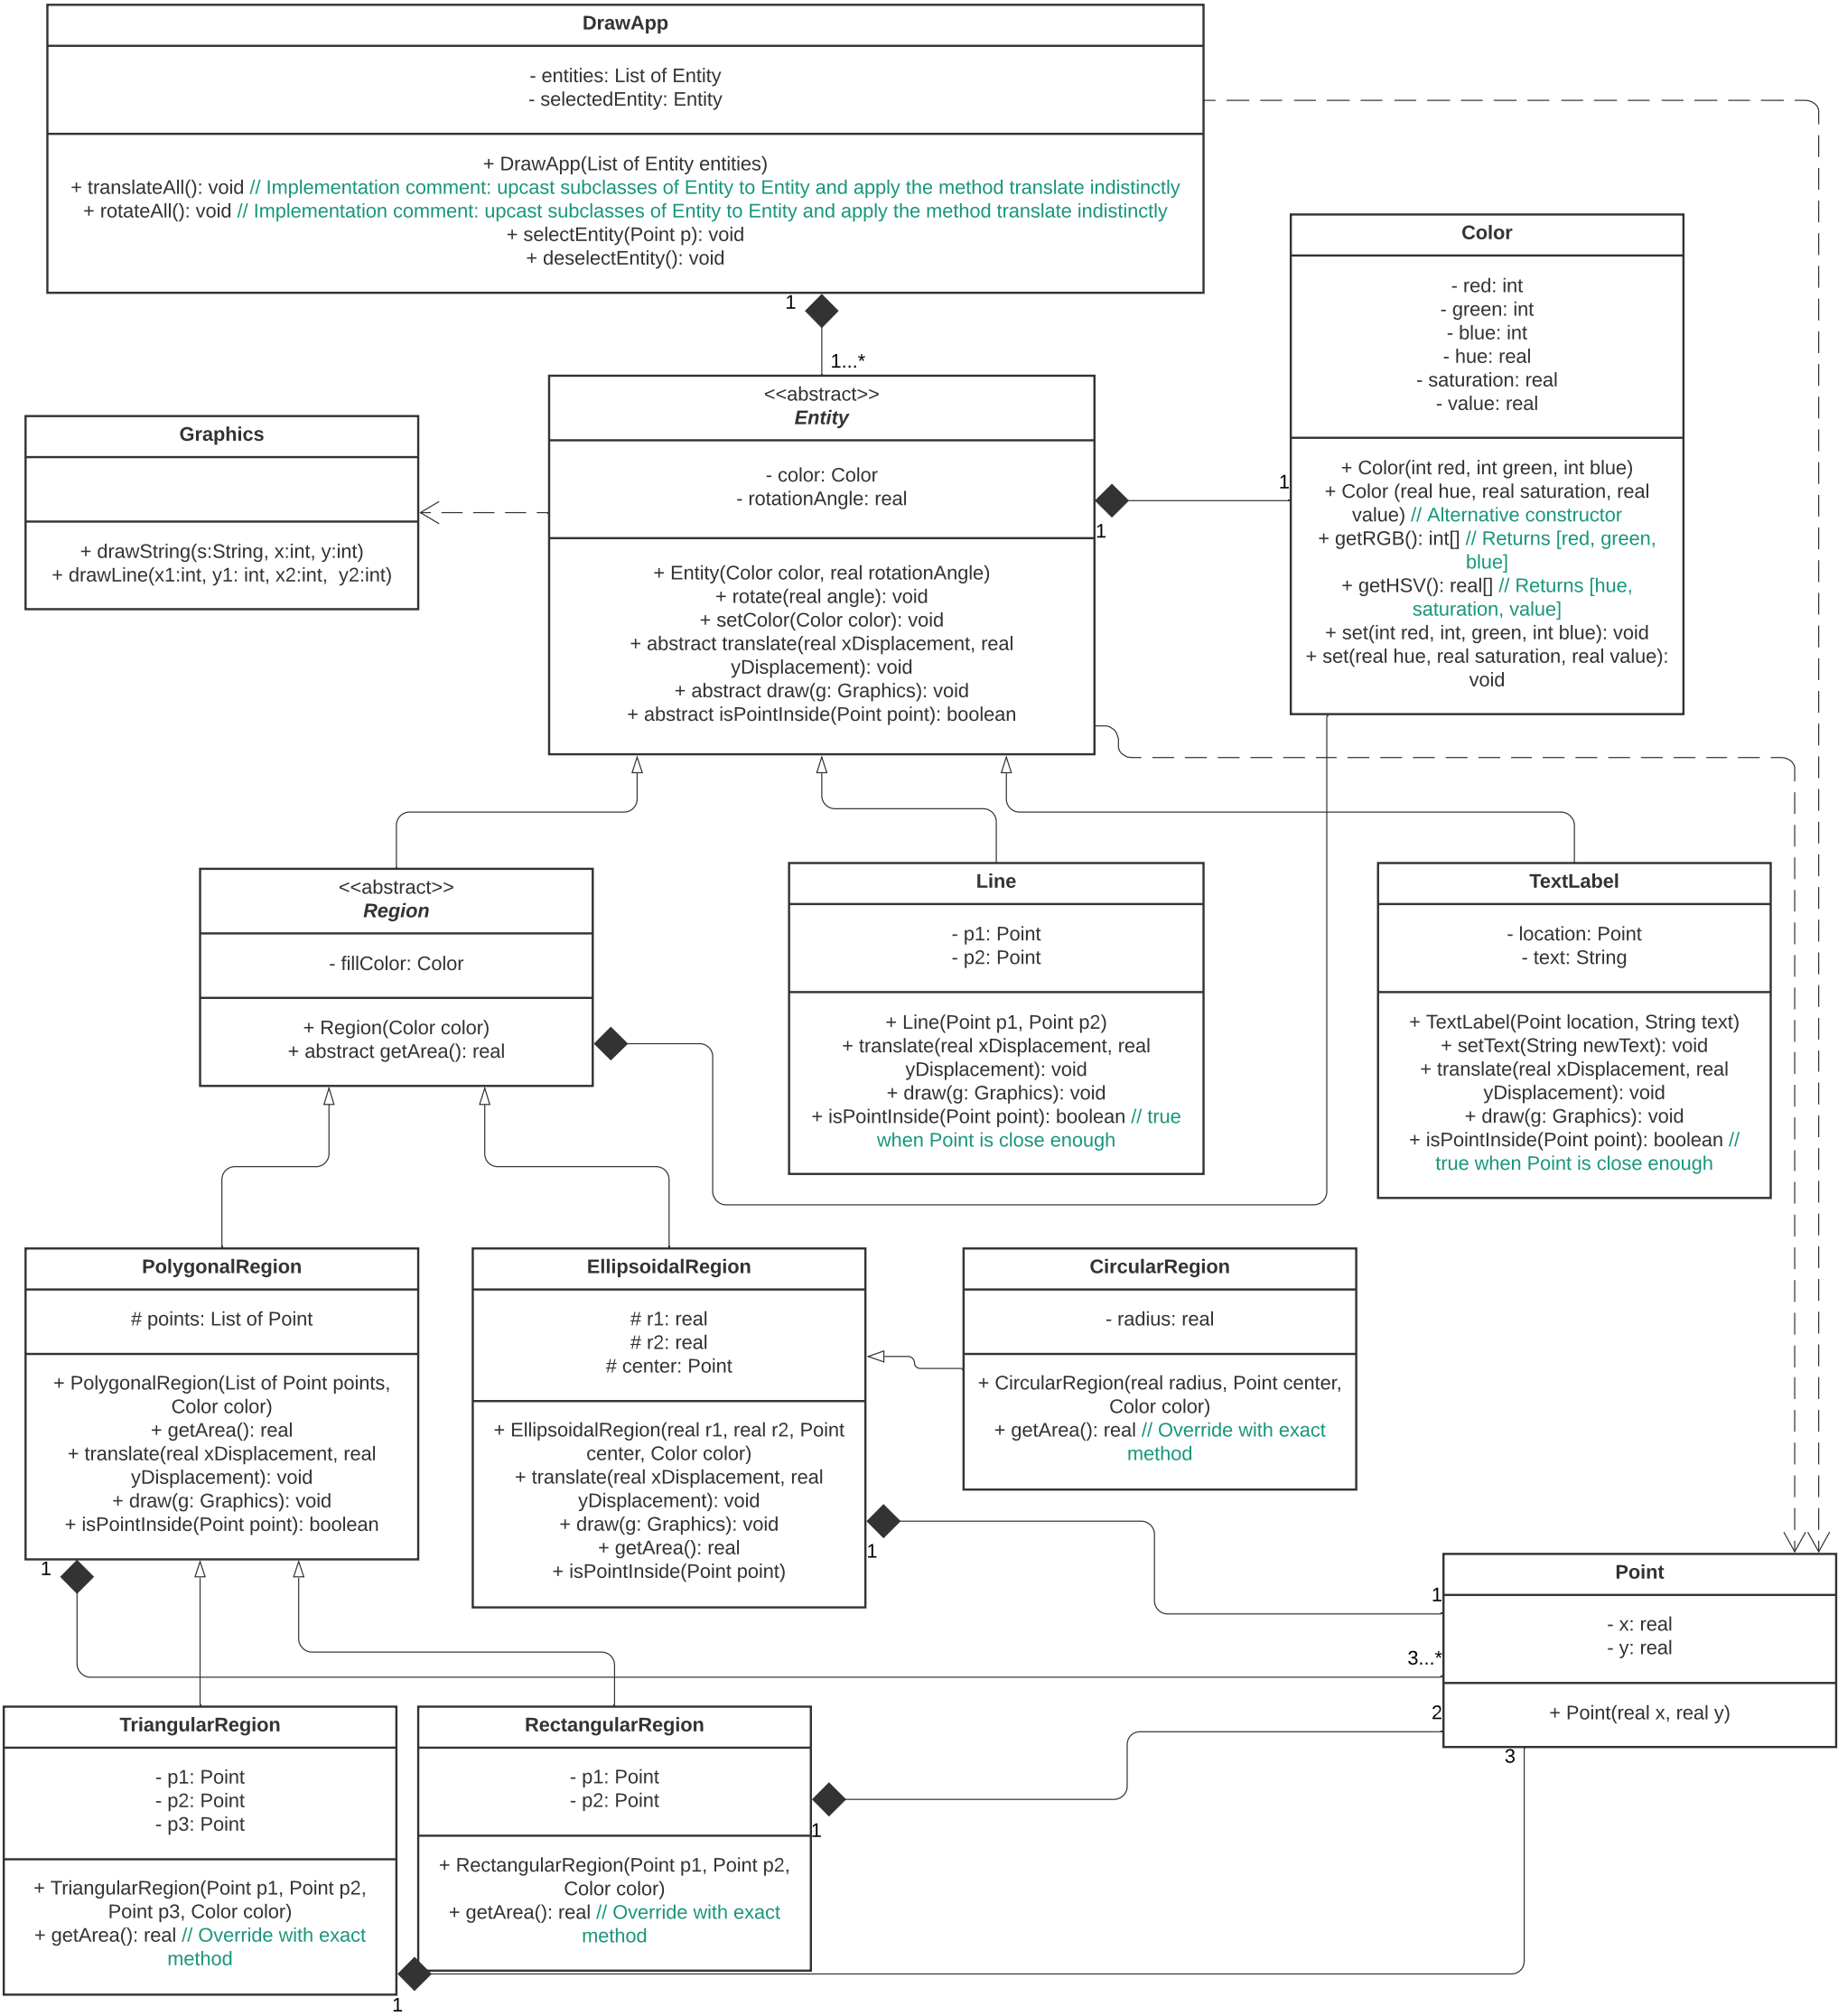 DrawApp
- entities: List of Entity
- selectedEntity: Entity
+ DrawApp(List of Entity entities)
+ translateAll(): void // Implementation comment: upcast subclasses of Entity to Entity and apply the method translate indistinctly
+ rotateAll(): void // Implementation comment: upcast subclasses of Entity to Entity and apply the method translate indistinctly
+ selectEntity(Point p): void
+ deselectEntity(): void
1
1...*
Color
- red: int
- green: int
- blue: int
- hue: real
- saturation: real
- value: real
+ Color(int red, int green, int blue)
+ Color (real hue, real saturation, real
value) // Alternative constructor
+ getRGB(): int[] // Returns [red, green,
blue]
+ getHSV(): real[] // Returns [hue,
saturation, value]
+ set(int red, int, green, int blue): void
+ set(real hue, real saturation, real value):
void
<<abstract>>
Entity
- color: Color
- rotationAngle: real
+ Entity(Color color, real rotationAngle)
+ rotate(real angle): void
+ setColor(Color color): void
+ abstract translate(real xDisplacement, real
yDisplacement): void
+ abstract draw(g: Graphics): void
+ abstract isPointInside(Point point): boolean
1
1
Graphics
+ drawString(s:String, x:int, y:int)
+ drawLine(x1:int, y1: int, x2:int,  y2:int)
<<abstract>>
Region
- fillColor: Color
+ Region(Color color)
+ abstract getArea(): real
Line
- p1: Point
- p2: Point
+ Line(Point p1, Point p2)
+ translate(real xDisplacement, real
yDisplacement): void
+ draw(g: Graphics): void
+ isPointInside(Point point): boolean // true
when Point is close enough
TextLabel
- location: Point
- text: String
+ TextLabel(Point location, String text)
+ setText(String newText): void
+ translate(real xDisplacement, real
yDisplacement): void
+ draw(g: Graphics): void
+ isPointInside(Point point): boolean //
true when Point is close enough
PolygonalRegion
# points: List of Point
+ PolygonalRegion(List of Point points,
Color color)
+ getArea(): real
+ translate(real xDisplacement, real
yDisplacement): void
+ draw(g: Graphics): void
+ isPointInside(Point point): boolean
1
EllipsoidalRegion
# r1: real
# r2: real
# center: Point
+ EllipsoidalRegion(real r1, real r2, Point
center, Color color)
+ translate(real xDisplacement, real
yDisplacement): void
+ draw(g: Graphics): void
+ getArea(): real
+ isPointInside(Point point)
1
CircularRegion
- radius: real
+ CircularRegion(real radius, Point center,
Color color)
+ getArea(): real // Override with exact
method
Point
- x: real
- y: real
+ Point(real x, real y)
1
3...*
2
3
TriangularRegion
- p1: Point
- p2: Point
- p3: Point
+ TriangularRegion(Point p1, Point p2,
Point p3, Color color)
+ getArea(): real // Override with exact
method
1
RectangularRegion
- p1: Point
- p2: Point
+ RectangularRegion(Point p1, Point p2,
Color color)
+ getArea(): real // Override with exact
method
1